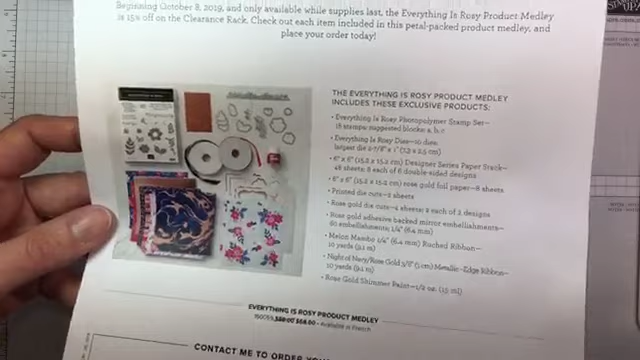 Beginning October 8, 2019, and only available while supplies last, the Everything Is Rosy Product Medley
is 15% off on the Clearance Rack. Check out each item included in this petal-packed product medley, and
place your order today!
THE EVERYTHING IS ROSY PRODUCT MEDLEY
INCLUDES THESE EXCLUSIVE PRODUCTS:
• Everything Is Rosy Photopolymer Stamp Set—
18 stamps; suggested blocks: a, b, c
• Everything Is Rosy Dies—10 dies;
largest die 2-7/8" x 1" (7.3 x 2.5 cm)
• 6" x 6" (15.2 x 15.2 cm) Designer Series Paper Stack—
48 sheets; 8 each of 6 double-sided designs
• 6" x 6" (15.2 x 15.2 cm) rose gold foil paper—8 sheets
• Printed die cuts—2 sheets
• Rose gold die cuts—4 sheets; 2 each of 2 designs
• Rose gold adhesive backed mirror embellishments—
60 embellishments; 1/4" (6.4 mm)
• Melon Mambo 1/4" (6.4 mm) Ruched Ribbon—
10 yards (9.1 m)
• Night of Navy/Rose Gold 3/8" (1 cm) Metallic-Edge Ribbon—
10 yards (9.1 m)
• Rose Gold Shimmer Paint—1/2 oz. (15 ml)
EVERYTHING IS ROSY PRODUCT MEDLEY
Available in French
CONTACT ME TO ORDER